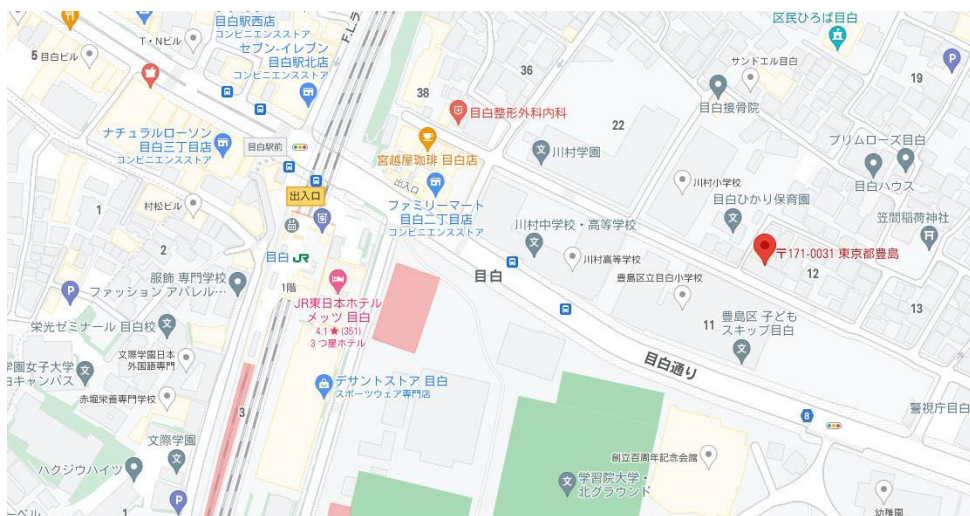 目白駅西店
コンビニエンスストア
T・Nビル
セブン-イレブン
目白駅北店
コンビニエンスストア
5
目白ビル
F.L.ラ
区民ひろば目白
サンドエル目白
P
36
19
38
目白接骨院
目白整形外科内科
22
ナチュラルローソン
目白三丁目店
コンビニエンスストア
目白駅前
プリムローズ目白
川村学園
宮越屋珈琲 目白店
出入口
目白ハウス
川村小学校
出入口
ファミリーマート
目白二丁目店
コンビニエンスストア
目白ひかり保育園
1
村松ビル
川村中学校・高等学校
笠間稲荷神社
2
目白 JR
川村高等学校
〒171-0031 東京都豊島
目白
12
服飾 専門学校
ファッション アパレル…
1階
豊島区立目白小学校
P
JR東日本ホテル
メッツ 目白
4.1★(351)
3 つ星ホテル
13
栄光ゼミナール 目白校
11
豊島区 子ども
スキップ目白
文際学園日本
外国語専門
学園女子大学
白キャンパス
目白通り
デサントストア 目白
スポーツウェア専門店
赤堀栄養専門学校
3
8
警視庁目白
文際学園
創立百周年記念会館
ハクジウハイツ
学習院大学・
北グラウンド
P
1
幼稚園
ーベル